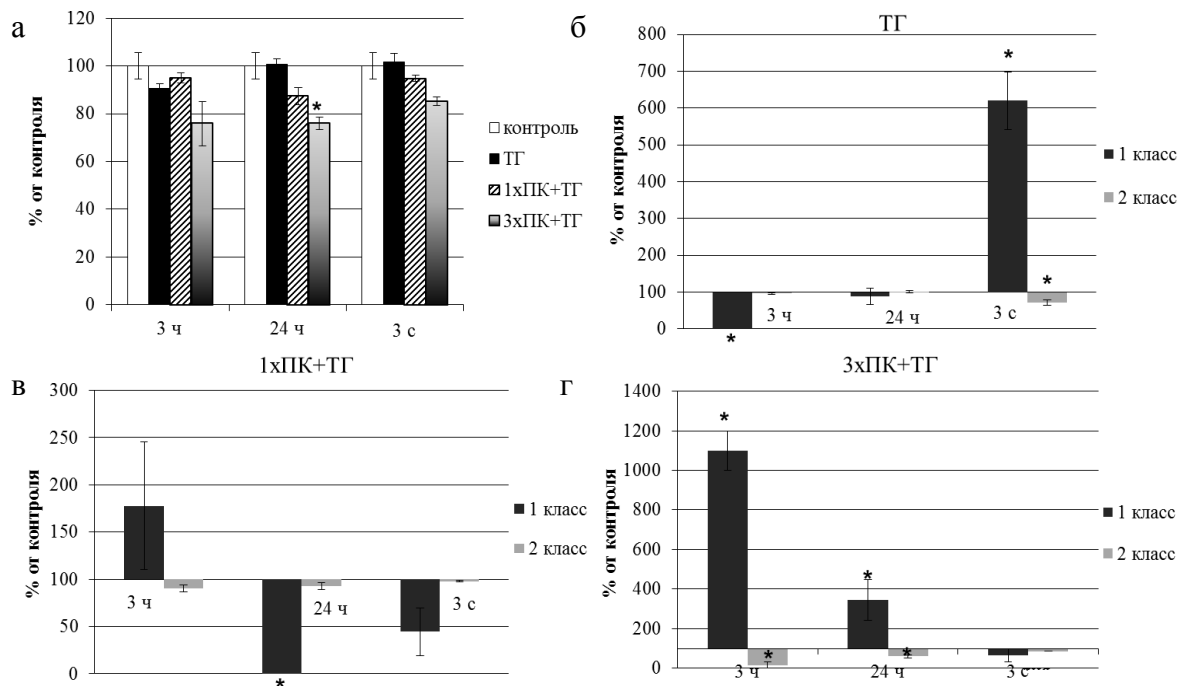 а
120
100
80
60
40
20
0
% от контроля
3 ч
24 ч
3 с
*
контроль
ТГ
1хПК+ТГ
3хПК+ТГ
б
ТГ
800
700
600
500
400
300
200
100
0
% от контроля
3 ч
24 ч
3 с
*
*
*
1 класс
2 класс
в
1хПК+ТГ
300
250
200
150
100
50
0
% от контроля
3 ч
24 ч
3 с
*
1 класс
2 класс
г
3хПК+ТГ
1400
1200
1000
800
600
400
200
0
% от контроля
3 ч
24 ч
3 с
*
*
*
*
1 класс
2 класс